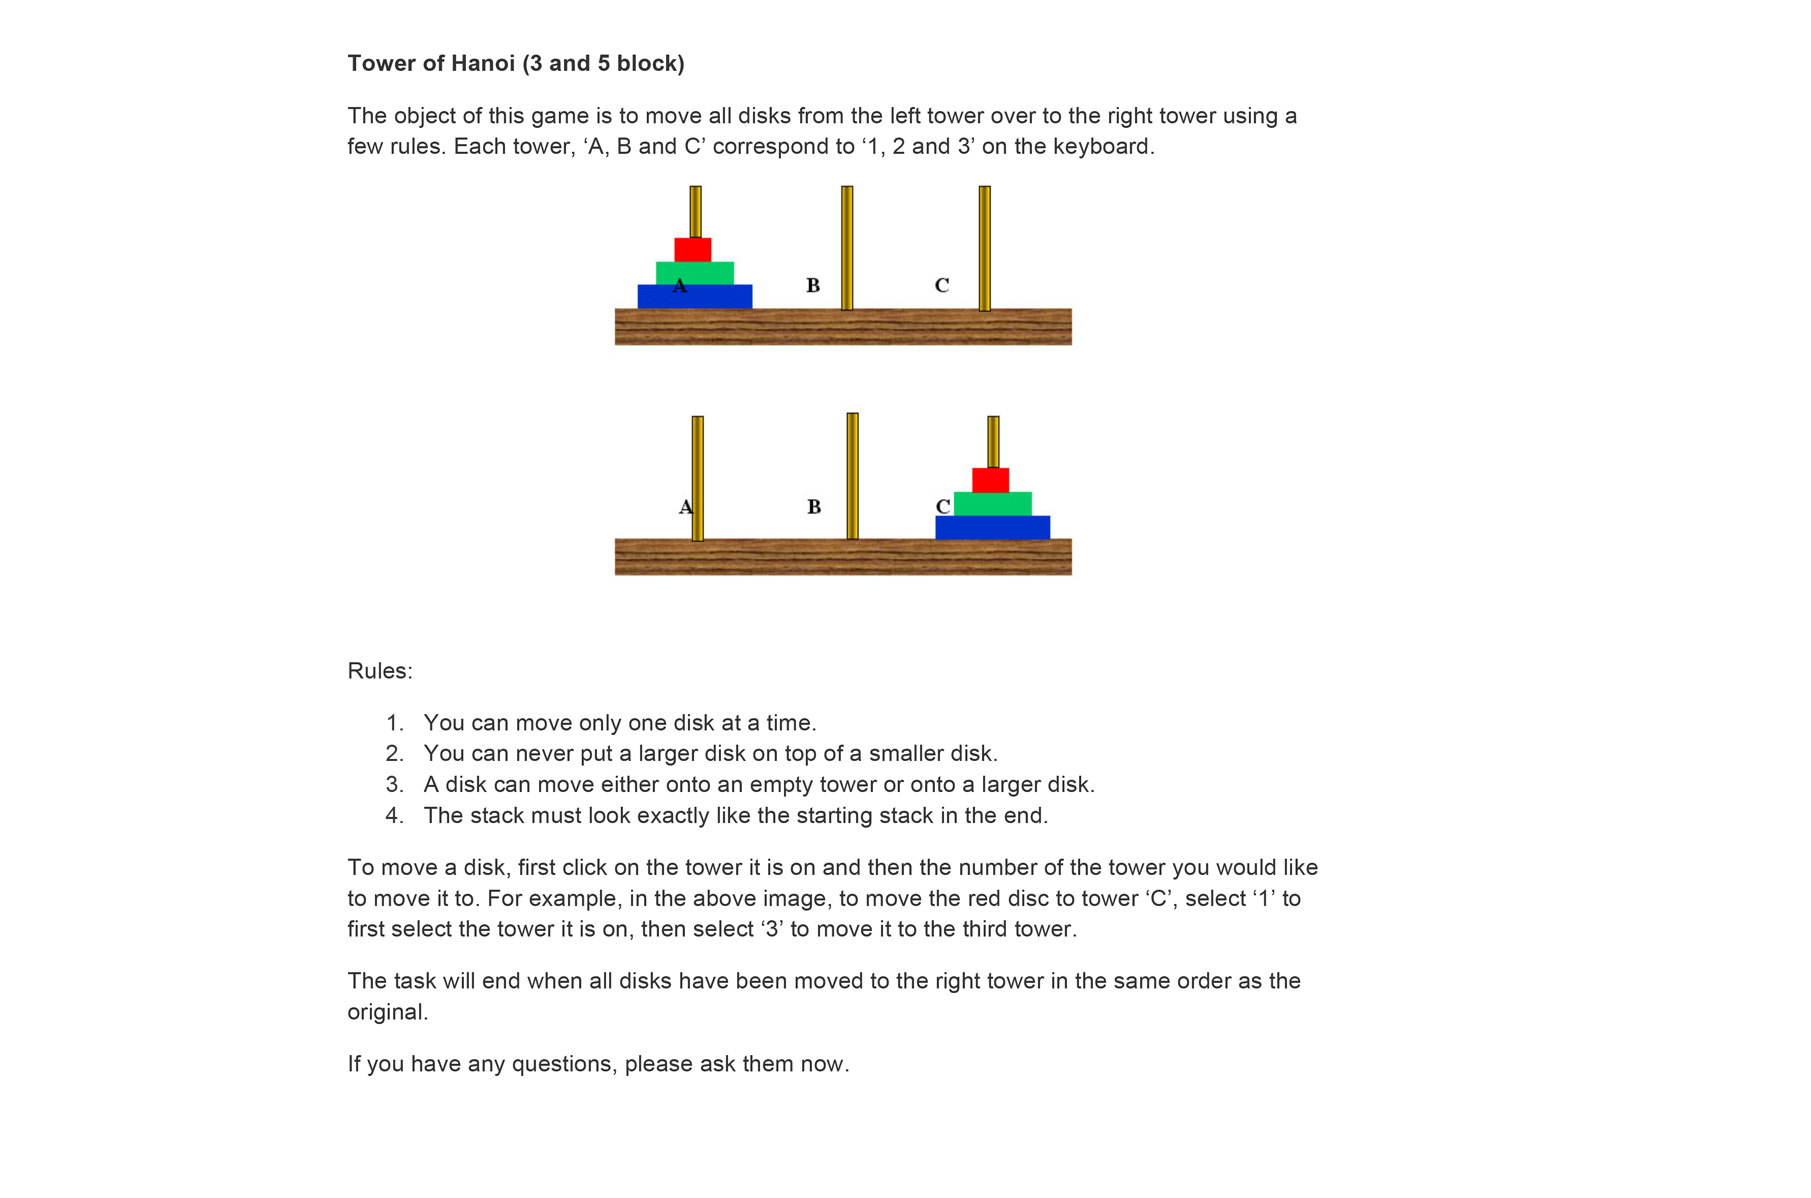 Tower of Hanoi (3 and 5 block)
The object of this game is to move all disks from the left tower over to the right tower using a
few rules. Each tower, ‘A, B and C’ correspond to ‘1, 2 and 3’ on the keyboard.
A B C
A B C
Rules:
1. You can move only one disk at a time.
2. You can never put a larger disk on top of a smaller disk.
3. A disk can move either onto an empty tower or onto a larger disk.
4. The stack must look exactly like the starting stack in the end.
To move a disk, first click on the tower it is on and then the number of the tower you would like
to move it to. For example, in the above image, to move the red disc to tower ‘C’, select ‘1’ to
first select the tower it is on, then select ‘3’ to move it to the third tower.
The task will end when all disks have been moved to the right tower in the same order as the
original.
If you have any questions, please ask them now.